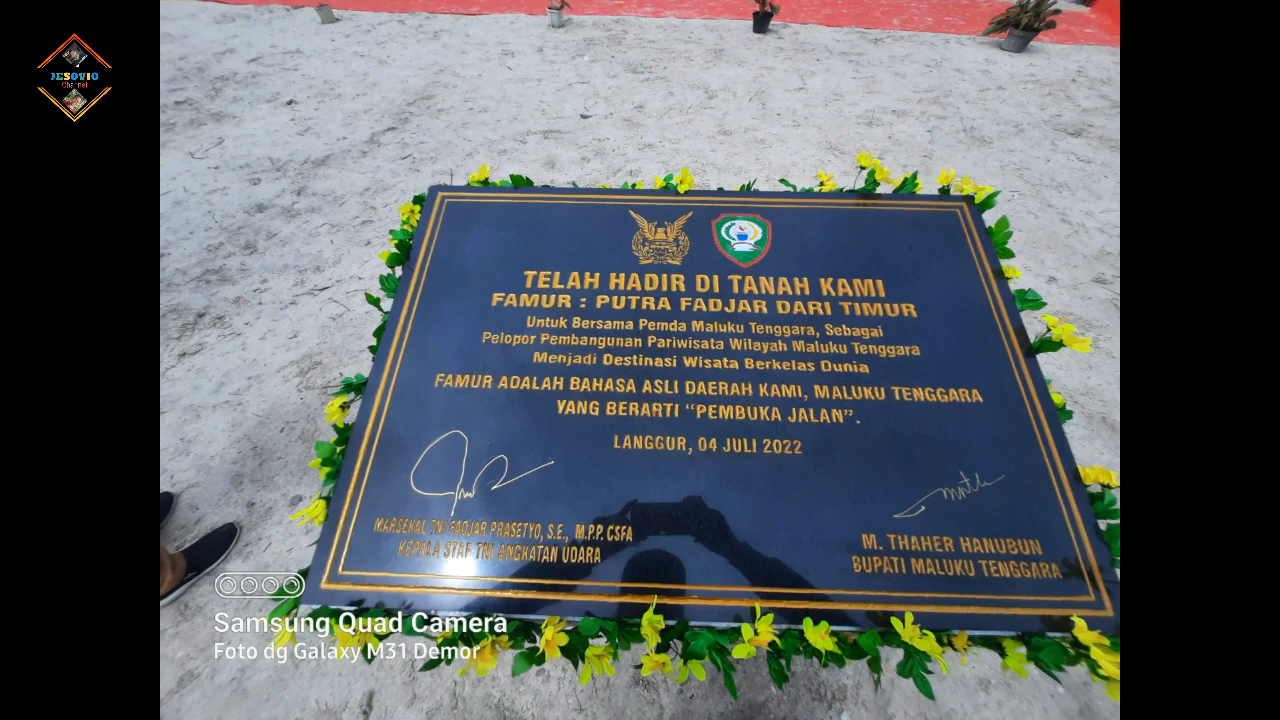 JESOVIO
Channel
TELAH HADIR DI TANAH KAMI
FAMUR : PUTRA FADJAR DARI TIMUR
Untuk Bersama Pemda Maluku Tenggara, Sebagai
Pelopor Pembangunan Pariwisata Wilayah Maluku Tenggara
Menjadi Destinasi Wisata Berkelas Dunia
FAMUR ADALAH BAHASA ASLI DAERAH KAMI, MALUKU TENGGARA
YANG BERARTI “PEMBUKA JALAN”.
LANGGUR, 04 JULI 2022
MARSEKAL TNI FADJAR PRASETYO, S.E., M.P.P. CSFA
KEPALA STAF TNI ANGKATAN UDARA
M. THAHER HANUBUN
BUPATI MALUKU TENGGARA
Samsung Quad Camera
Foto dg Galaxy M31 Demor